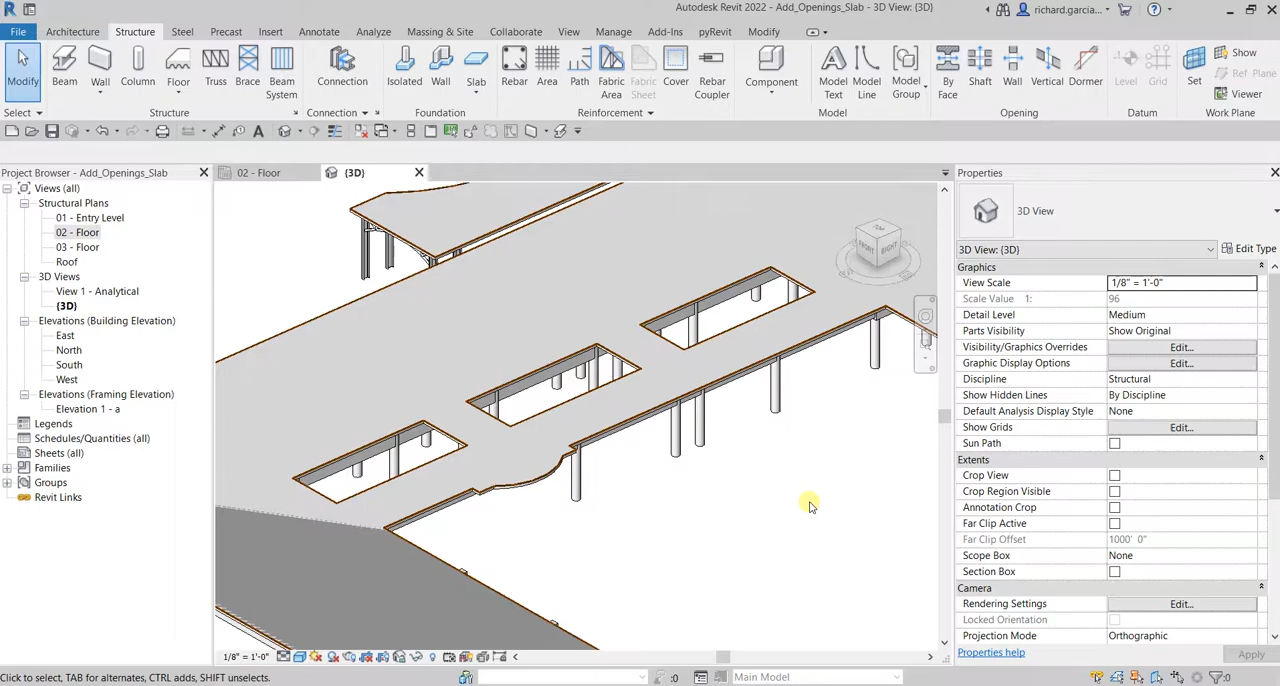 Autodesk Revit 2022 - Add_Openings_Slab - 3D View: {3D}
richard.garcia...
File Architecture Structure Steel Precast Insert Annotate Analyze Massing & Site Collaborate View Manage Add-Ins pyRevit Modify
Modify Beam Wall Column Floor Truss Brace Beam System Connection Isolated Wall Slab Rebar Area Path Fabric Area Fabric Sheet Cover Rebar Coupler Component Model Text Model Line Model Group By Face Shaft Wall Vertical Dormer Level Grid Set Show Ref Plane Viewer
Select Structure Connection Foundation Reinforcement Model Opening Datum Work Plane
Project Browser - Add_Openings_Slab
02 - Floor
{3D}
Properties
Views (all)
Structural Plans
01 - Entry Level
02 - Floor
03 - Floor
Roof
3D Views
View 1 - Analytical
{3D}
Elevations (Building Elevation)
East
North
South
West
Elevations (Framing Elevation)
Elevation 1 - a
Legends
Schedules/Quantities (all)
Sheets (all)
Families
Groups
Revit Links
TOP
FRONT
RIGHT
3D View
3D View: {3D}
Edit Type
Graphics
View Scale 1/8" = 1'-0"
Scale Value 1: 96
Detail Level Medium
Parts Visibility Show Original
Visibility/Graphics Overrides Edit...
Graphic Display Options Edit...
Discipline Structural
Show Hidden Lines By Discipline
Default Analysis Display Style None
Show Grids Edit...
Sun Path
Extents
Crop View
Crop Region Visible
Annotation Crop
Far Clip Active
Far Clip Offset 1000' 0"
Scope Box None
Section Box
Camera
Rendering Settings Edit...
Locked Orientation
Projection Mode Orthographic
Properties help
Apply
1/8" = 1'-0"
Click to select, TAB for alternates, CTRL adds, SHIFT unselects.
:0
Main Model
:0